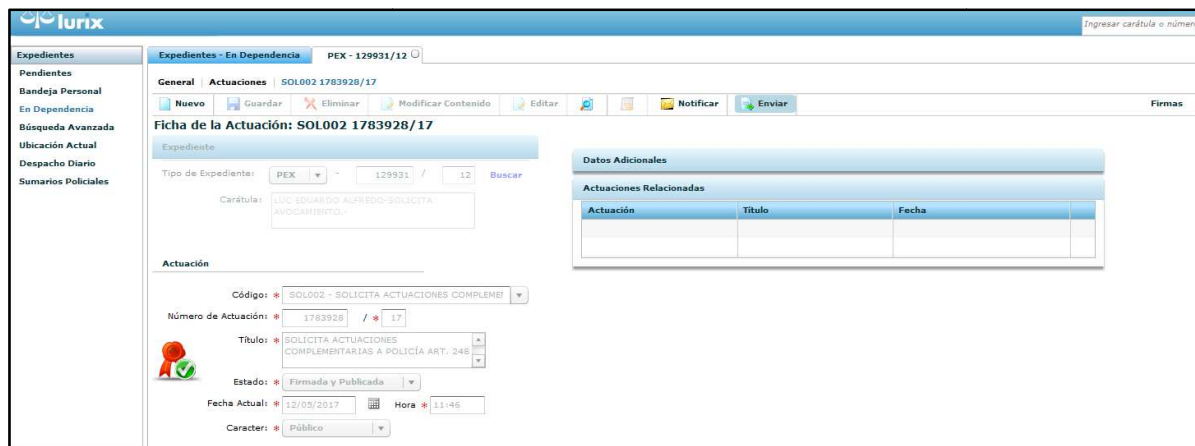 Iurix
Ingresar carátula o númer
Expedientes
Pendientes
Bandeja Personal
En Dependencia
Búsqueda Avanzada
Ubicación Actual
Despacho Diario
Sumarios Policiales
Expedientes - En Dependencia PEX - 129931/12
General Actuaciones SOL002 1783928/17
Nuevo Guardar Eliminar Modificar Contenido Editar Notificar Enviar Firmas
Ficha de la Actuación: SOL002 1783928/17
Expediente
Tipo de Expediente: PEX - 129931 / 12 Buscar
Carátula: LUC EDUARDO ALFREDO-SOLICITA
AVOCAMIENTO.-
Datos Adicionales
Actuaciones Relacionadas
Actuación Título Fecha
Actuación
Código: * SOL002 - SOLICITA ACTUACIONES COMPLEMEN
Número de Actuación: * 1783928 / * 17
Título: * SOLICITA ACTUACIONES
COMPLEMENTARIAS A POLICÍA ART. 248
Estado: * Firmada y Publicada
Fecha Actual: * 12/05/2017 Hora * 11:46
Caracter: * Público